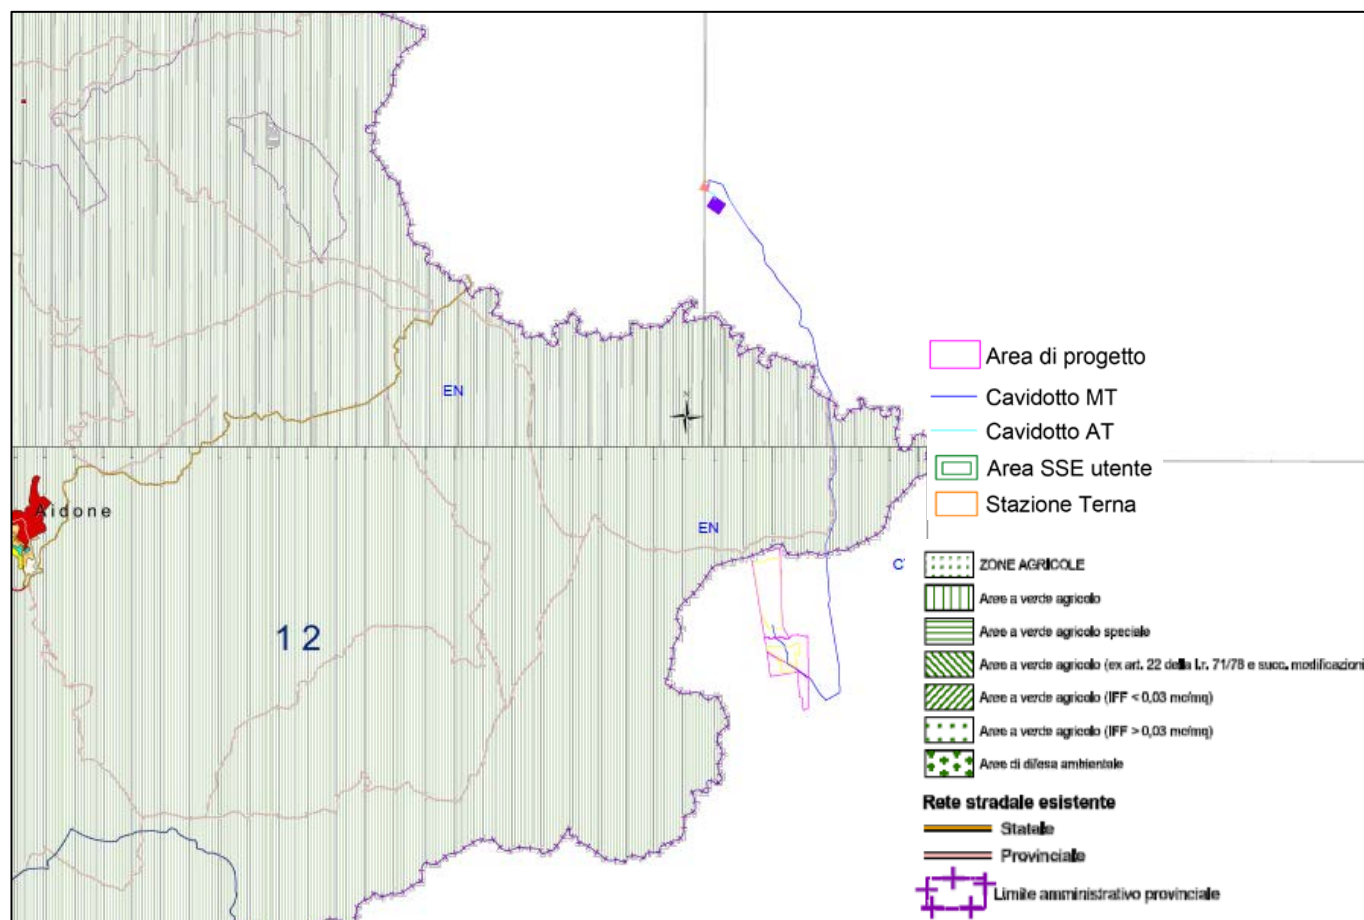 EN
Area di progetto
Cavidotto MT
Cavidotto AT
Area SSE utente
Stazione Terna
Aidone
EN
12
ZONE AGRICOLE
Aree a verde agricolo
Aree a verde agricolo speciale
Aree a verde agricolo (ex art. 22 della l.r. 71/78 e succ. modificazioni
Aree a verde agricolo (IFF < 0,03 mc/mq)
Aree a verde agricolo (IFF > 0,03 mc/mq)
Aree di difesa ambientale
Rete stradale esistente
Statale
Provinciale
Limite amministrativo provinciale